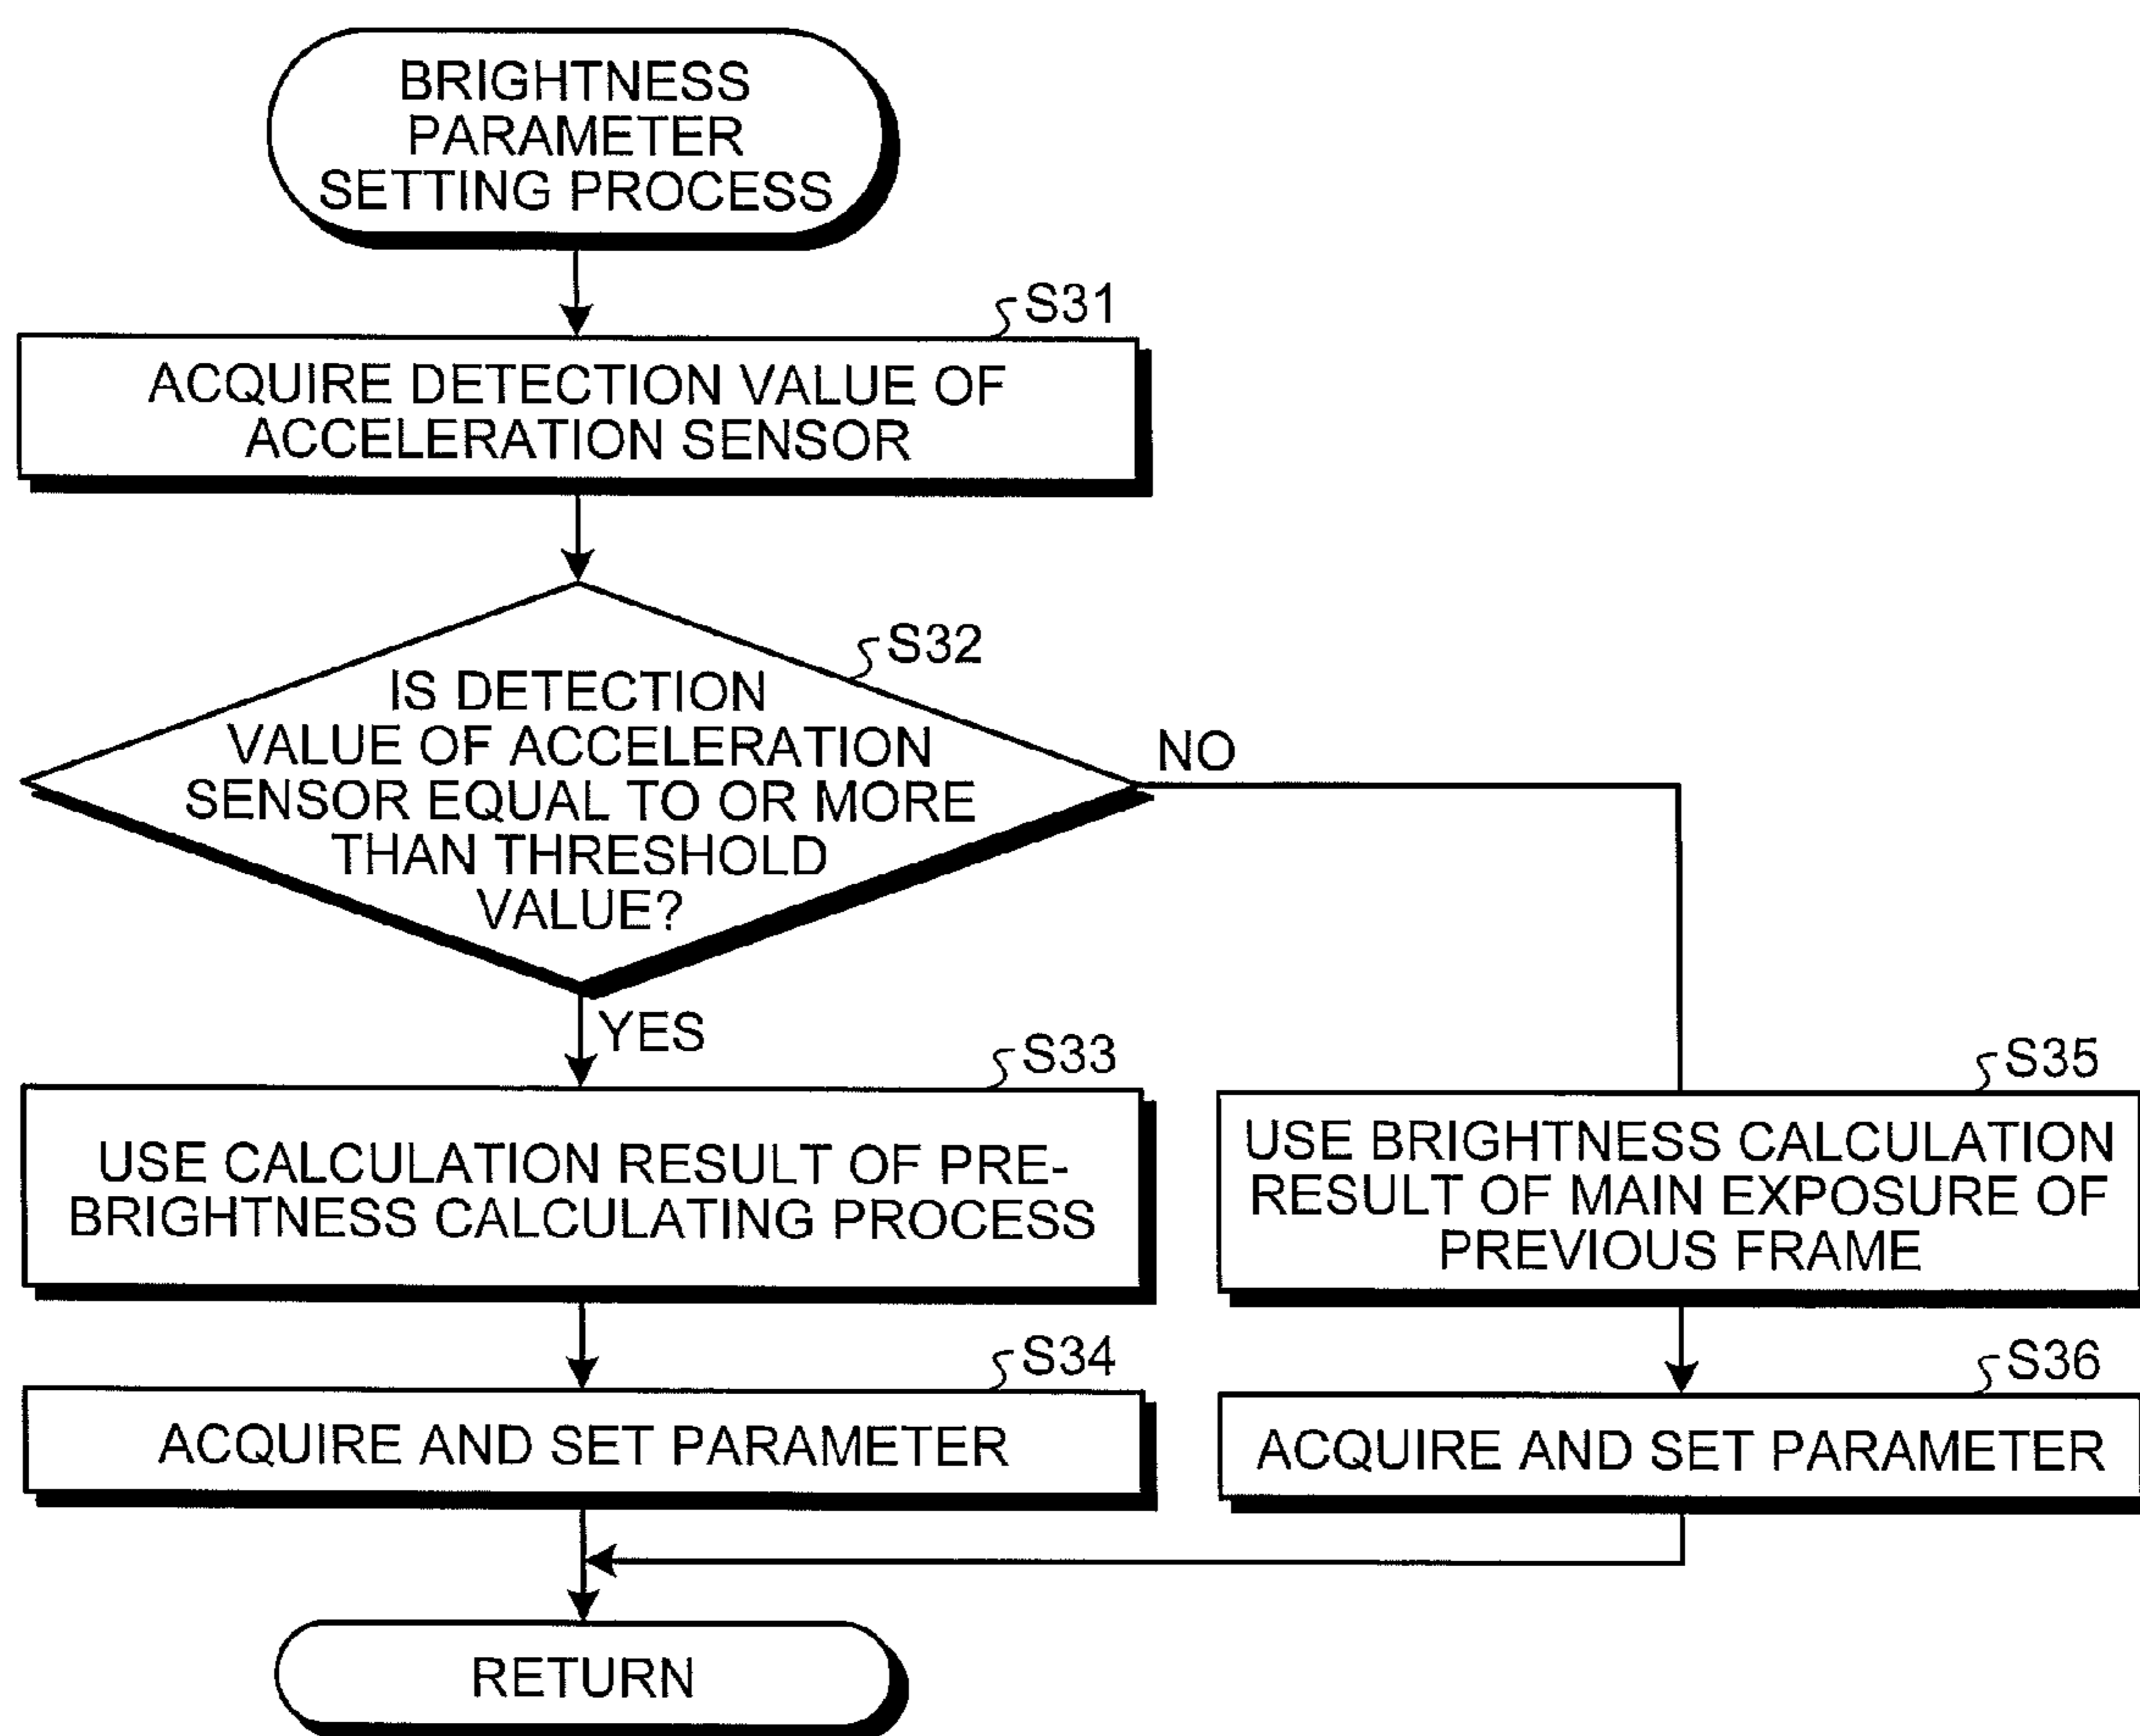 BRIGHTNESS
PARAMETER
SETTING PROCESS
S31
ACQUIRE DETECTION VALUE OF
ACCELERATION SENSOR
S32
IS DETECTION
VALUE OF ACCELERATION
SENSOR EQUAL TO OR MORE
THAN THRESHOLD
VALUE?
NO
YES
S33
USE CALCULATION RESULT OF PRE-
BRIGHTNESS CALCULATING PROCESS
S35
USE BRIGHTNESS CALCULATION
RESULT OF MAIN EXPOSURE OF
PREVIOUS FRAME
S34
ACQUIRE AND SET PARAMETER
S36
ACQUIRE AND SET PARAMETER
RETURN